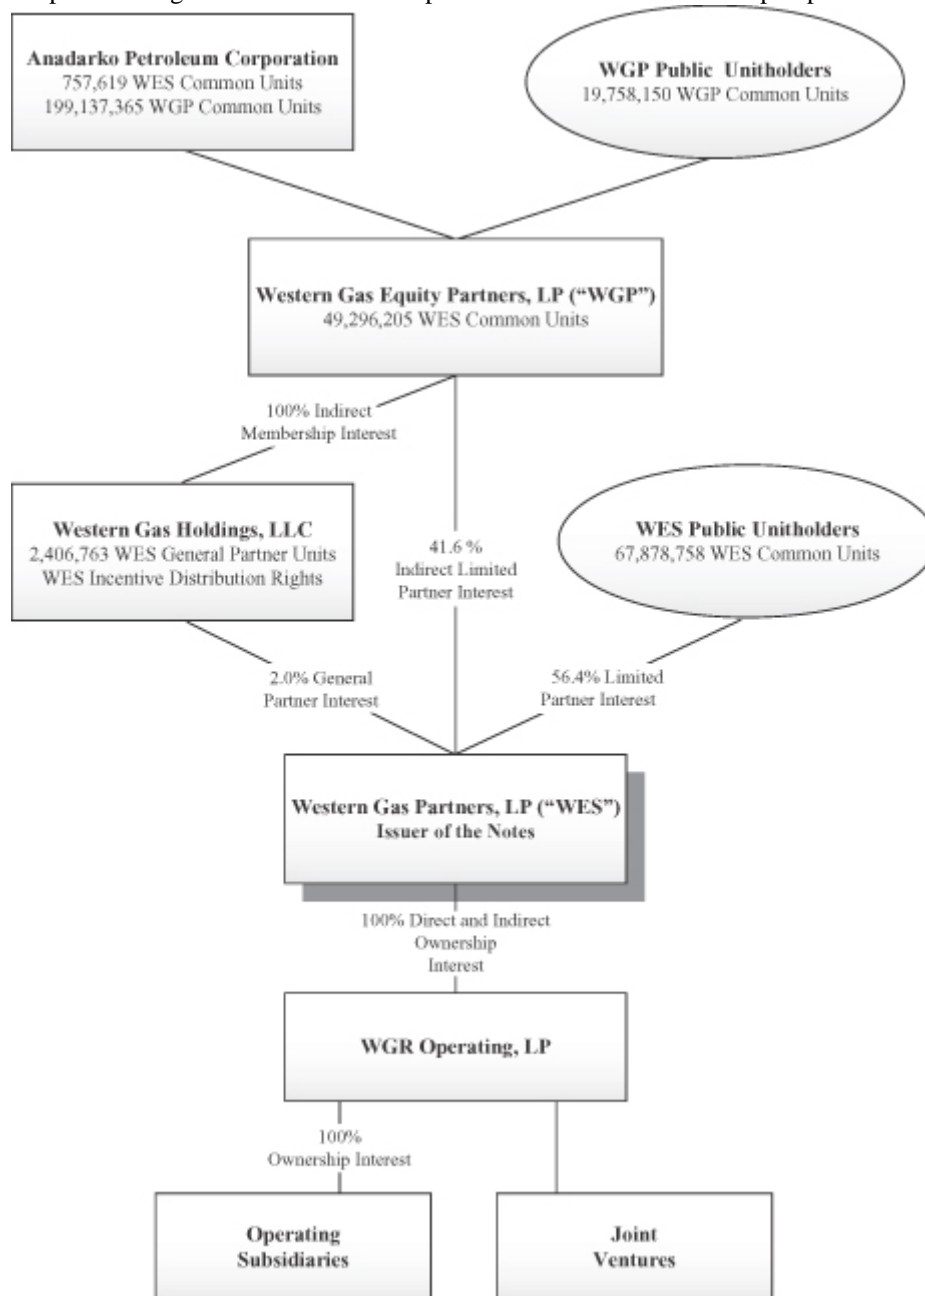 Anadarko Petroleum Corporation
757,619 WES Common Units
199,137,365 WGP Common Units
WGP Public Unitholders
19,758,150 WGP Common Units
Western Gas Equity Partners, LP (“WGP”)
49,296,205 WES Common Units
100% Indirect
Membership Interest
Western Gas Holdings, LLC
2,406,763 WES General Partner Units
WES Incentive Distribution Rights
41.6 %
Indirect Limited
Partner Interest
WES Public Unitholders
67,878,758 WES Common Units
2.0% General
Partner Interest
56.4% Limited
Partner Interest
Western Gas Partners, LP (“WES”)
Issuer of the Notes
100% Direct and Indirect
Ownership
Interest
WGR Operating, LP
100%
Ownership Interest
Operating
Subsidiaries
Joint
Ventures